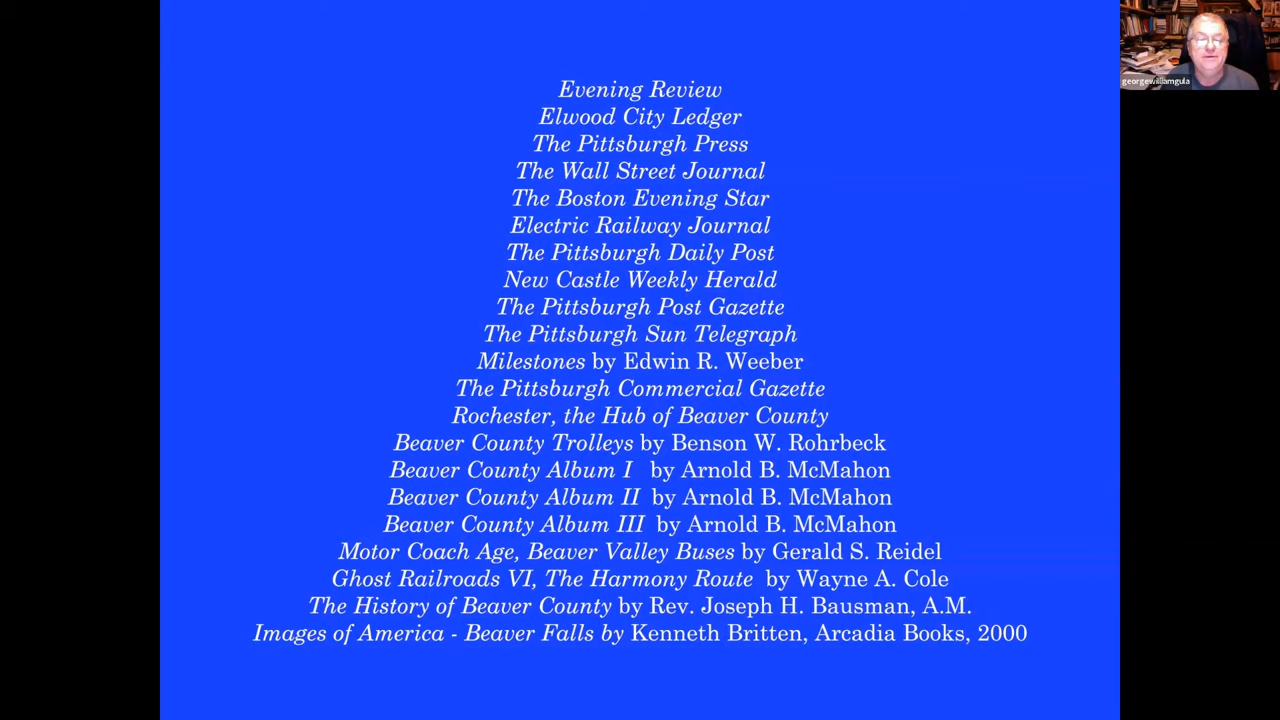 Evening Review
Elwood City Ledger
The Pittsburgh Press
The Wall Street Journal
The Boston Evening Star
Electric Railway Journal
The Pittsburgh Daily Post
New Castle Weekly Herald
The Pittsburgh Post Gazette
The Pittsburgh Sun Telegraph
Milestones by Edwin R. Weeber
The Pittsburgh Commercial Gazette
Rochester, the Hub of Beaver County
Beaver County Trolleys by Benson W. Rohrbeck
Beaver County Album I by Arnold B. McMahon
Beaver County Album II by Arnold B. McMahon
Beaver County Album III by Arnold B. McMahon
Motor Coach Age, Beaver Valley Buses by Gerald S. Reidel
Ghost Railroads VI, The Harmony Route by Wayne A. Cole
The History of Beaver County by Rev. Joseph H. Bausman, A.M.
Images of America - Beaver Falls by Kenneth Britten, Arcadia Books, 2000
georgewilliamgula